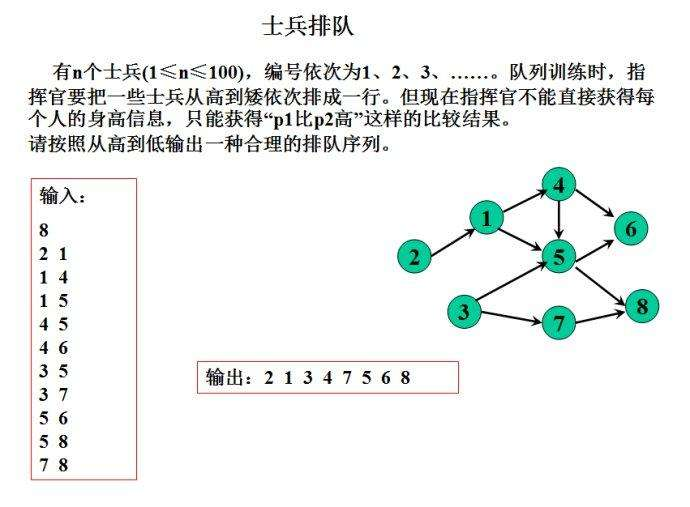 士兵排队
有n个士兵(1≤n≤100)，编号依次为1、2、3、……。队列训练时，指
挥官要把一些士兵从高到矮依次排成一行。但现在指挥官不能直接获得每
个人的身高信息，只能获得“p1比p2高”这样的比较结果。
请按照从高到低输出一种合理的排队序列。
输入：
8
2 1
1 4
1 5
4 5
4 6
3 5
3 7
5 6
5 8
7 8
4
1
6
2
5
3
7
8
输出：2 1 3 4 7 5 6 8